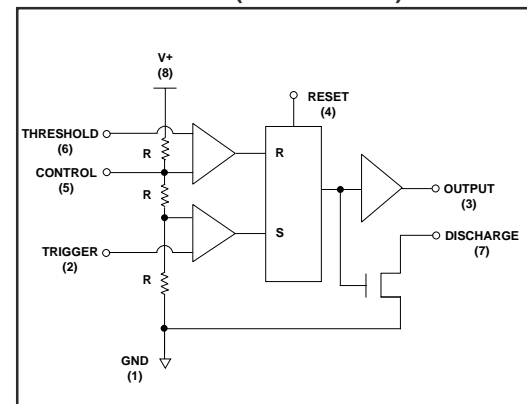 V+
(8)
RESET
(4)
THRESHOLD
(6)
R
R
CONTROL
(5)
R
OUTPUT
(3)
S
DISCHARGE
(7)
TRIGGER
(2)
R
GND
(1)